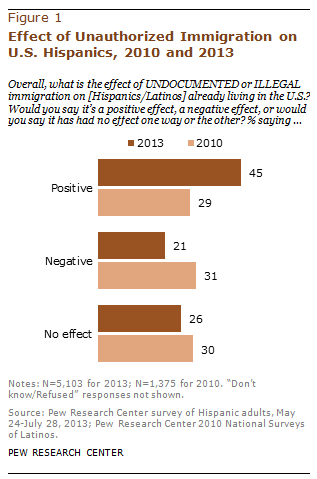 Figure 1
Effect of Unauthorized Immigration on
U.S. Hispanics, 2010 and 2013
Overall, what is the effect of UNDOCUMENTED or ILLEGAL
immigration on [Hispanics/Latinos] already living in the U.S.?
Would you say it's a positive effect, a negative effect, or would
you say it has had no effect one way or the other? % saying ...
2013 2010
Positive 45
29
Negative 21
31
No effect 26
30
Notes: N=5,103 for 2013; N=1,375 for 2010. "Don't
know/Refused" responses not shown.
Source: Pew Research Center survey of Hispanic adults, May
24-July 28, 2013; Pew Research Center 2010 National Surveys
of Latinos.
PEW RESEARCH CENTER